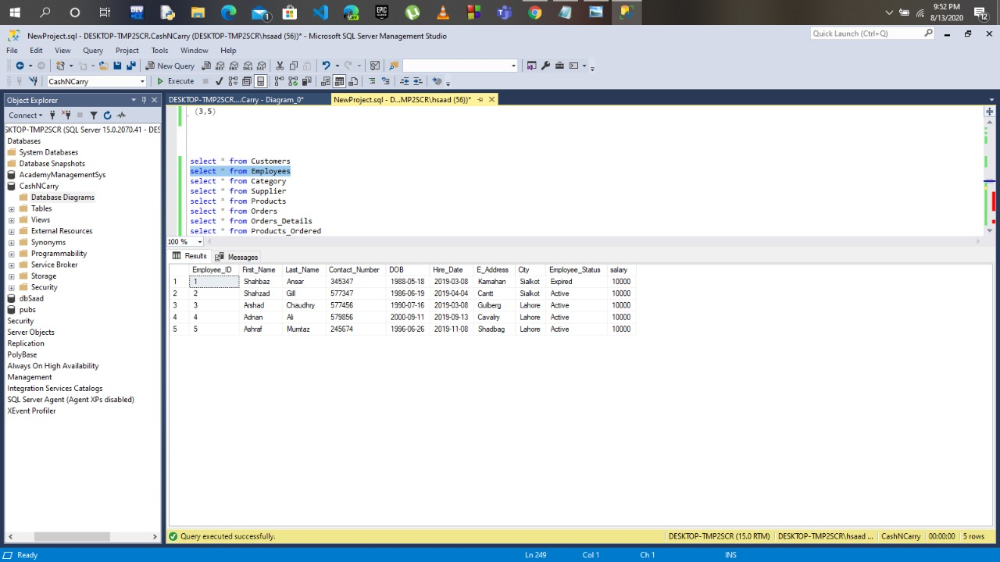 9:52 PM
8/13/2020
NewProject.sql - DESKTOP-TMP2SCR.CashNCarry (DESKTOP-TMP2SCR\hsaad (56))* - Microsoft SQL Server Management Studio
Quick Launch (Ctrl+Q)
File Edit View Query Project Tools Window Help
New Query
CashNCarry Execute
Object Explorer
DESKTOP-TMP2SCR....Carry - Diagram_0*
NewProject.sql - D...MP2SCR\hsaad (56))*
Connect
SKTOP-TMP2SCR (SQL Server 15.0.2070.41 - DES
Databases
System Databases
Database Snapshots
AcademyManagementSys
CashNCarry
Database Diagrams
Tables
Views
External Resources
Synonyms
Programmability
Service Broker
Storage
Security
dbSaad
pubs
Security
Server Objects
Replication
PolyBase
Always On High Availability
Management
Integration Services Catalogs
SQL Server Agent (Agent XPs disabled)
XEvent Profiler
(3,5)
select * from Customers
select * from Employees
select * from Category
select * from Supplier
select * from Products
select * from Orders
select * from Orders_Details
select * from Products_Ordered
100 %
Results Messages
Employee_ID First_Name Last_Name Contact_Number DOB Hire_Date E_Address City Employee_Status salary
1 1 Shahbaz Ansar 345347 1988-05-18 2019-03-08 Kamahan Sialkot Expired 10000
2 2 Shahzad Gill 577347 1986-06-19 2019-04-04 Cantt Sialkot Active 10000
3 3 Arshad Chaudhry 577456 1990-07-16 2019-03-08 Gulberg Lahore Active 10000
4 4 Adnan Ali 579856 2000-09-11 2019-09-13 Cavalry Lahore Active 10000
5 5 Ashraf Mumtaz 245674 1996-06-26 2019-11-08 Shadbag Lahore Active 10000
Query executed successfully.
DESKTOP-TMP2SCR (15.0 RTM) DESKTOP-TMP2SCR\hsaad ... CashNCarry 00:00:00 5 rows
Ready Ln 249 Col 1 Ch 1 INS